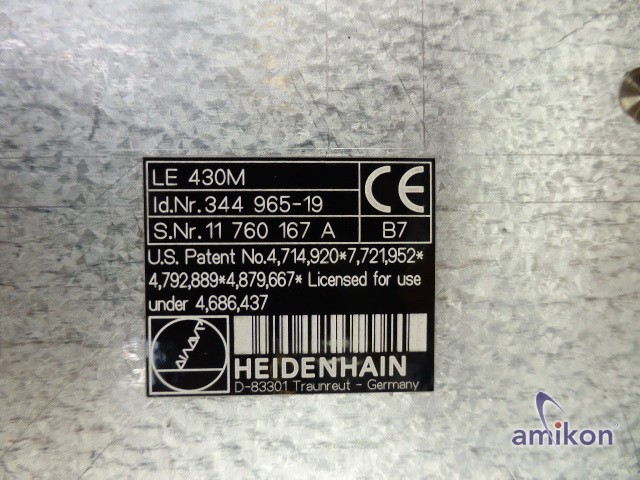 LE 430M
Id.Nr. 344 965-19
S.Nr. 11 760 167 A
CE
B7
U.S. Patent No.4,714,920*7,721,952*
4,792,889*4,879,667* Licensed for use
under 4,686,437
HEIDENHAIN
D-83301 Traunreut - Germany
amikon